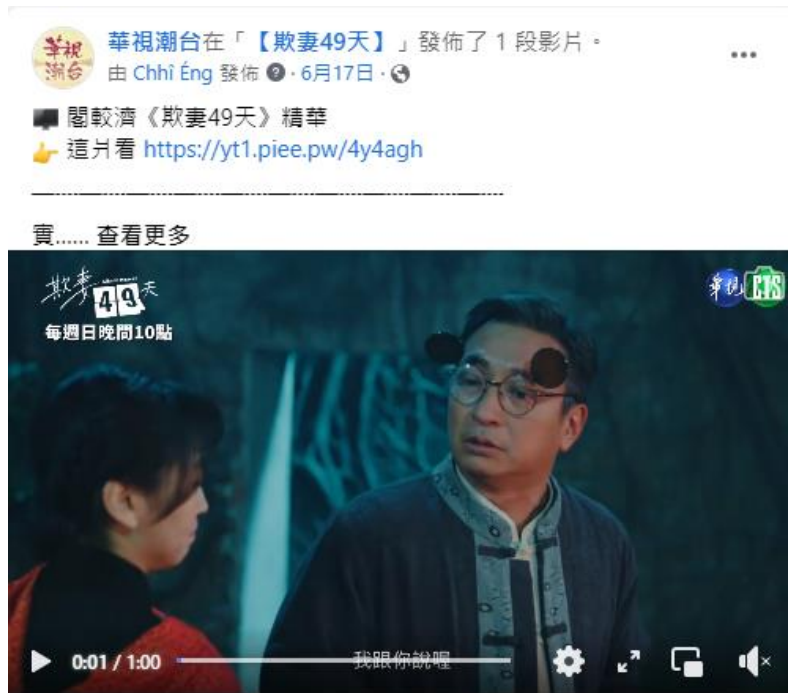 華視潮台
華視潮台在「【欺妻49天】」發佈了 1 段影片。
由 Chhî Éng 發佈 · 6月17日 ·
閣較濟《欺妻49天》精華
這爿看 https://yt1.piee.pw/4y4agh
實...... 查看更多
欺妻49天
每週日晚間10點
華視 CTS
0:01 / 1:00
我跟你說喔